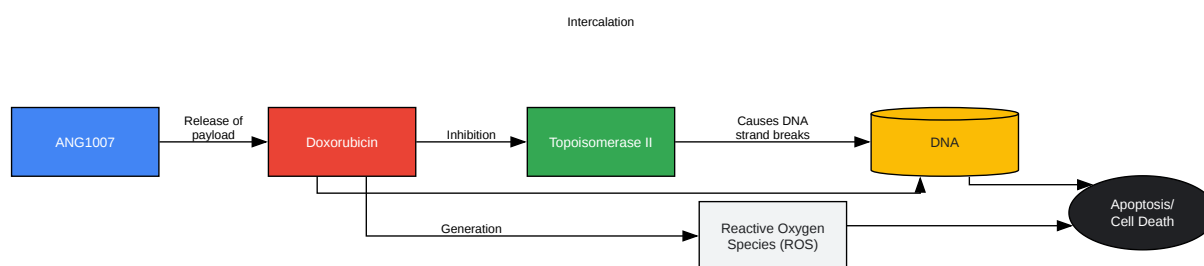 Intercalation
ANG1007
Release of
payload
Doxorubicin
Inhibition
Topoisomerase II
Causes DNA
strand breaks
DNA
Generation
Reactive Oxygen
Species (ROS)
Apoptosis/
Cell Death